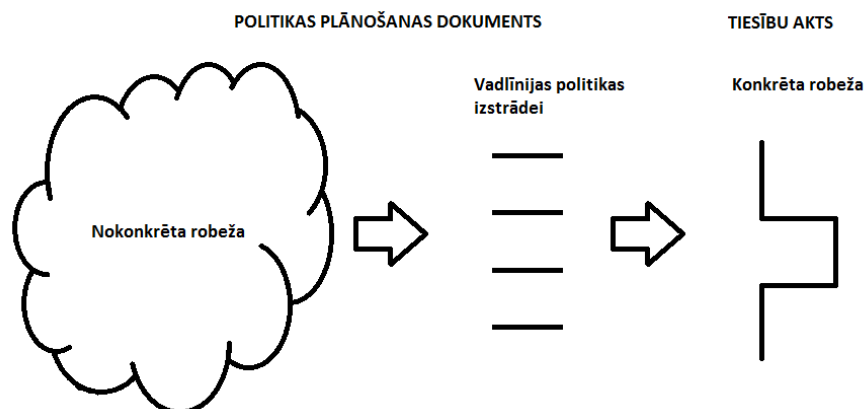 POLITIKAS PLĀNOŠANAS DOKUMENTS
TIESĪBU AKTS
Vadlīnijas politikas
izstrādei
Konkrēta robeža
Nokonkrēta robeža